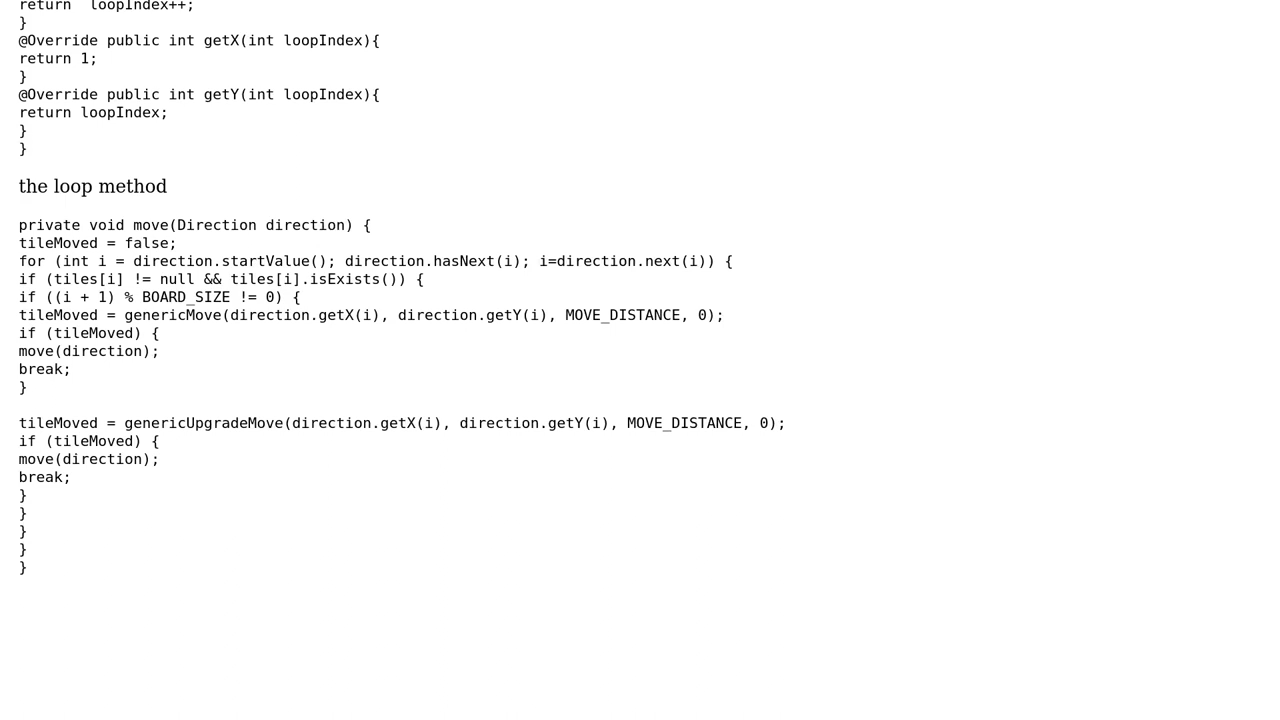 return  loopIndex++;
}
@Override public int getX(int loopIndex){
return 1;
}
@Override public int getY(int loopIndex){
return loopIndex;
}
}
the loop method
private void move(Direction direction) {
tileMoved = false;
for (int i = direction.startValue(); direction.hasNext(i); i=direction.next(i)) {
if (tiles[i] != null && tiles[i].isExists()) {
if ((i + 1) % BOARD_SIZE != 0) {
tileMoved = genericMove(direction.getX(i), direction.getY(i), MOVE_DISTANCE, 0);
if (tileMoved) {
move(direction);
break;
}
tileMoved = genericUpgradeMove(direction.getX(i), direction.getY(i), MOVE_DISTANCE, 0);
if (tileMoved) {
move(direction);
break;
}
}
}
}
}